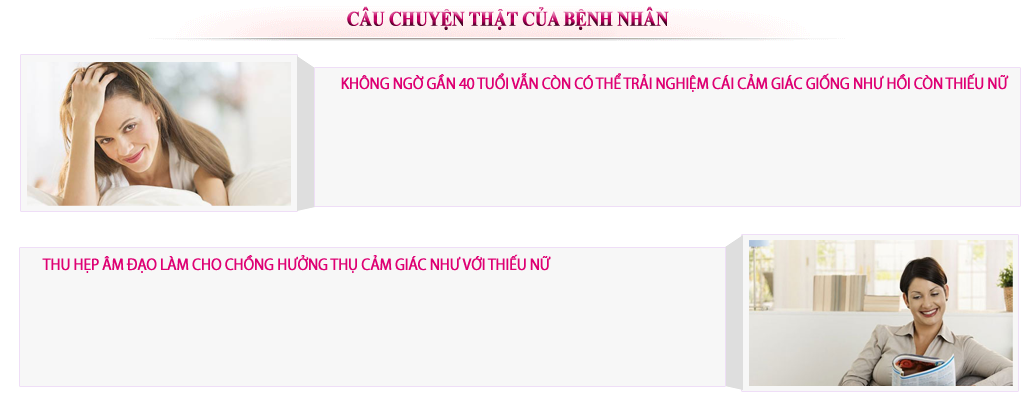 CÂU CHUYỆN THẬT CỦA BỆNH NHÂN
KHÔNG NGỜ GẦN 40 TUỔI VẪN CÒN CÓ THỂ TRẢI NGHIỆM CÁI CẢM GIÁC GIỐNG NHƯ HỒI CÒN THIẾU NỮ
THU HẸP ÂM ĐẠO LÀM CHO CHỒNG HƯỞNG THỤ CẢM GIÁC NHƯ VỚI THIẾU NỮ